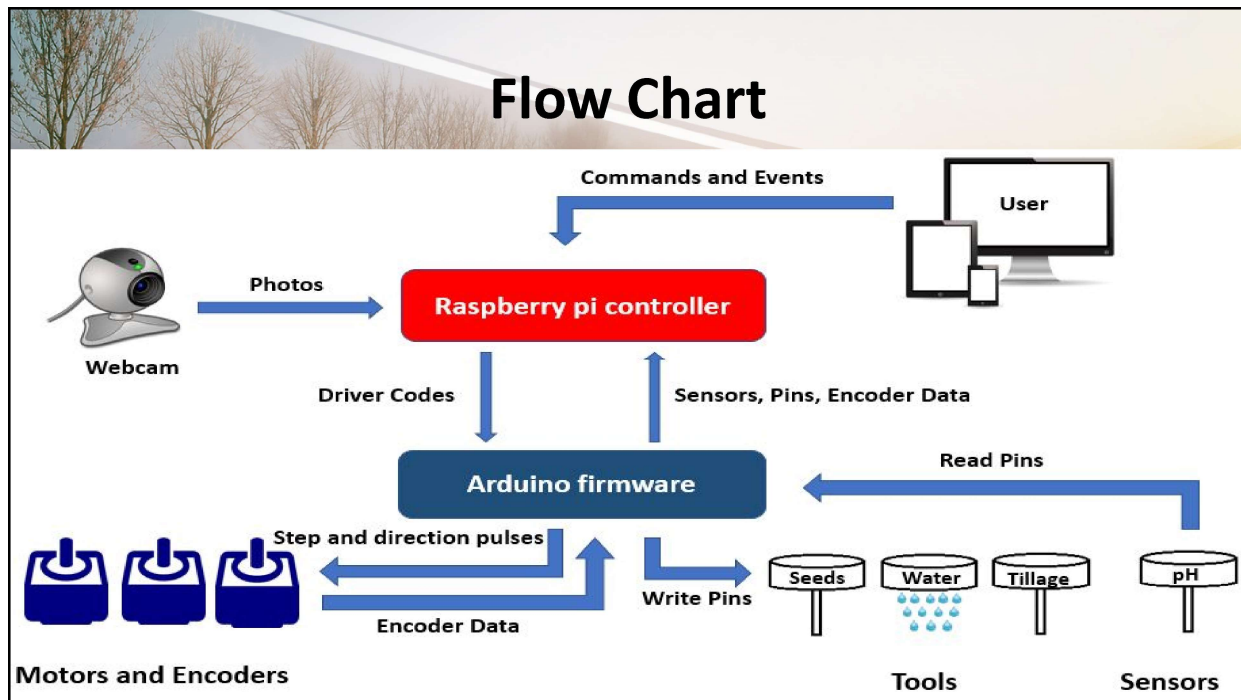 Flow Chart
Commands and Events
User
Photos
Raspberry pi controller
Webcam
Driver Codes
Sensors, Pins, Encoder Data
Read Pins
Arduino firmware
Step and direction pulses
Seeds
Water
Tillage
pH
Write Pins
Encoder Data
Motors and Encoders
Tools
Sensors